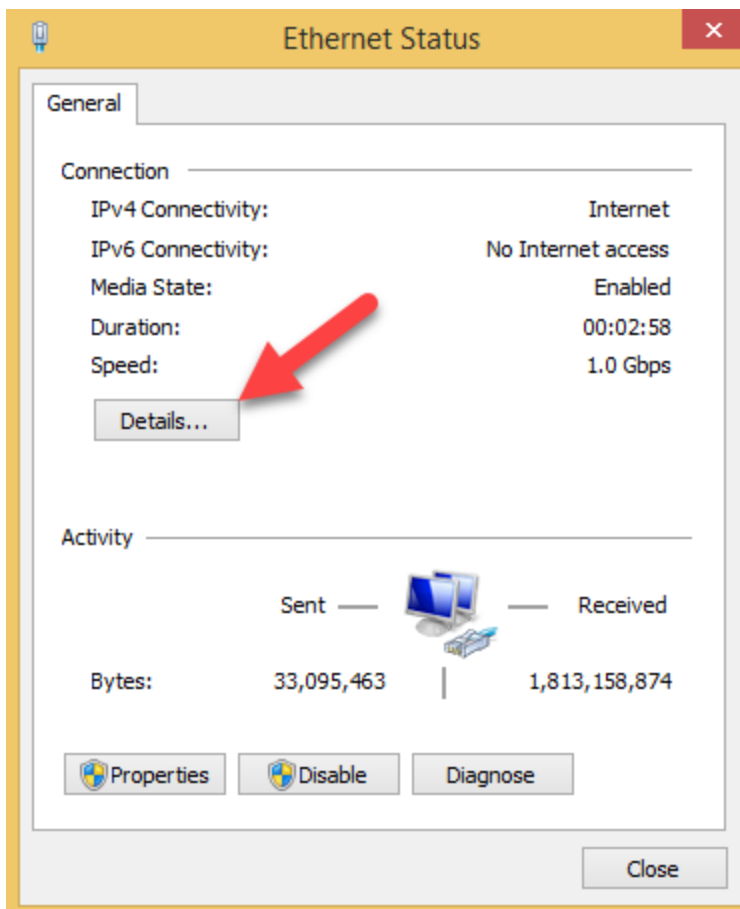 Ethernet Status
General
Connection
IPv4 Connectivity: Internet
IPv6 Connectivity: No Internet access
Media State: Enabled
Duration: 00:02:58
Speed: 1.0 Gbps
Details...
Activity
Sent Received
Bytes: 33,095,463 1,813,158,874
Properties Disable Diagnose
Close